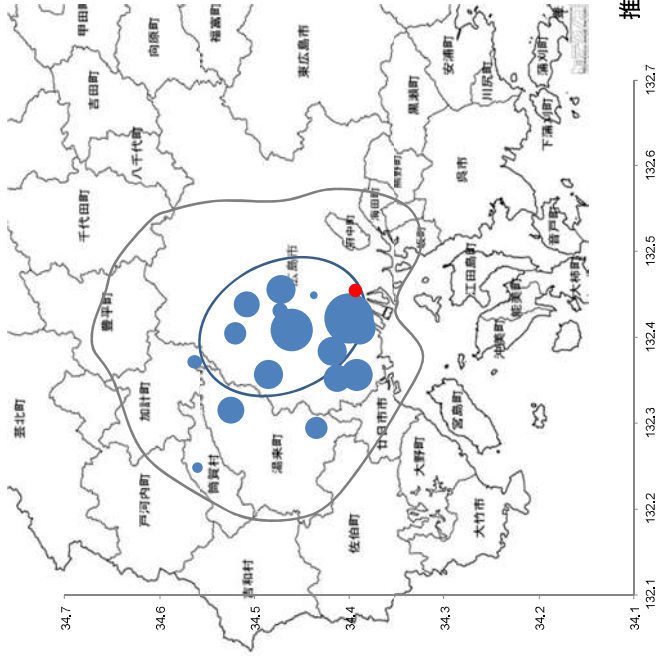 芸北町
千代田町
吉田町
甲田町
向原町
福富町
八千代町
豊平町
加計町
戸河内町
筒賀村
湯来町
吉和村
佐伯町
広島市
府中町
海田町
熊野町
坂町
東広島市
黒瀬町
安浦町
川尻町
蒲刈町
下蒲刈町
呉市
音戸町
江田島町
能美町
沖美町
大柿町
宮島町
廿日市市
大野町
大竹市
34.7
34.6
34.5
34.4
34.3
34.2
34.1
132.1
132.2
132.3
132.4
132.5
132.6
132.7
推